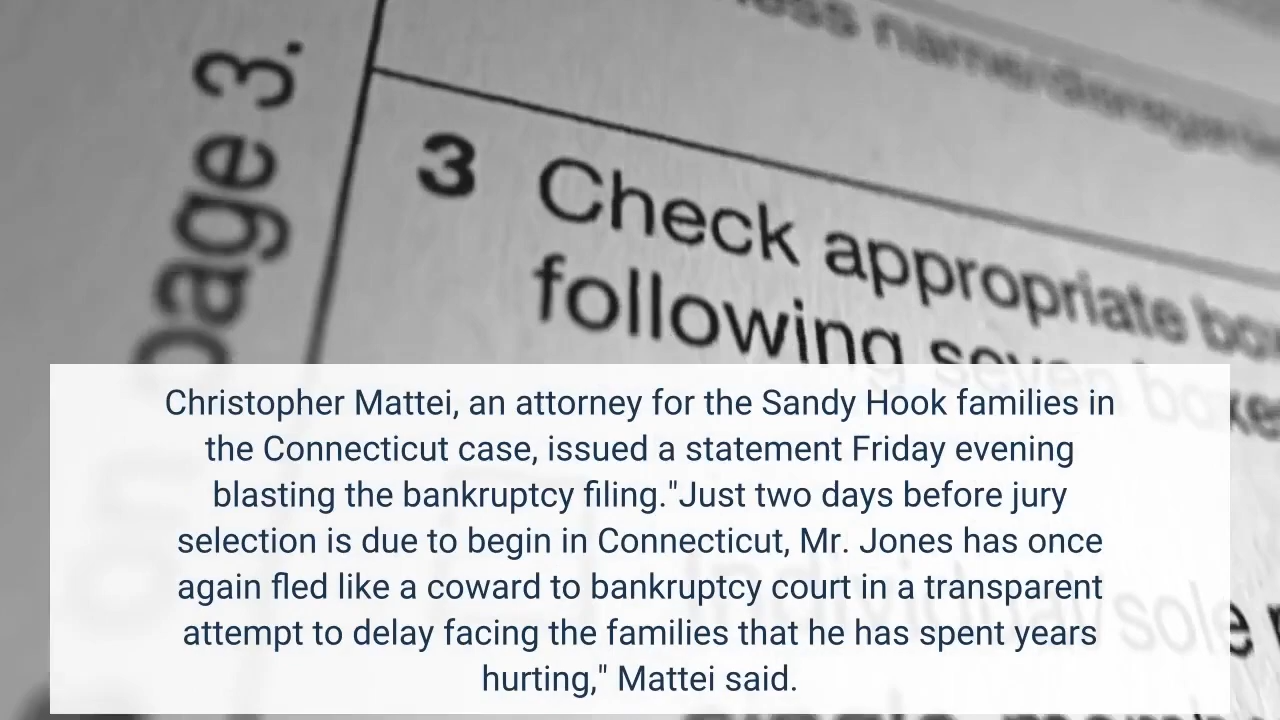 page 3.
3 Check appropriate
following seven
Christopher Mattei, an attorney for the Sandy Hook families in
the Connecticut case, issued a statement Friday evening
blasting the bankruptcy filing."Just two days before jury
selection is due to begin in Connecticut, Mr. Jones has once
again fled like a coward to bankruptcy court in a transparent
attempt to delay facing the families that he has spent years
hurting," Mattei said.